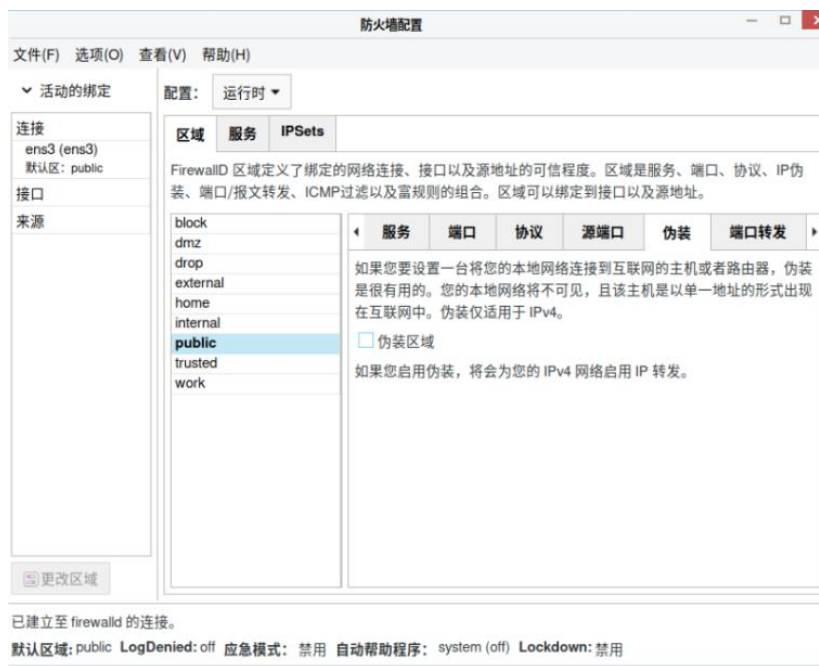 防火墙配置
文件(F) 选项(O) 查看(V) 帮助(H)
活动的绑定
连接
ens3 (ens3)
默认区: public
接口
来源
更改区域
配置: 运行时
区域 服务 IPSets
FirewallD 区域定义了绑定的网络连接、接口以及源地址的可信程度。区域是服务、端口、协议、IP伪
装、端口/报文转发、ICMP过滤以及富规则的组合。区域可以绑定到接口以及源地址。
block
dmz
drop
external
home
internal
public
trusted
work
服务 端口 协议 源端口 伪装 端口转发
如果您要设置一台将您的本地网络连接到互联网的主机或者路由器，伪装
是很有用的。您的本地网络将不可见，且该主机是以单一地址的形式出现
在互联网中。伪装仅适用于 IPv4。
伪装区域
如果您启用伪装，将会为您的 IPv4 网络启用 IP 转发。
已建立至 firewalld 的连接。
默认区域: public LogDenied: off 应急模式: 禁用 自动帮助程序: system (off) Lockdown: 禁用